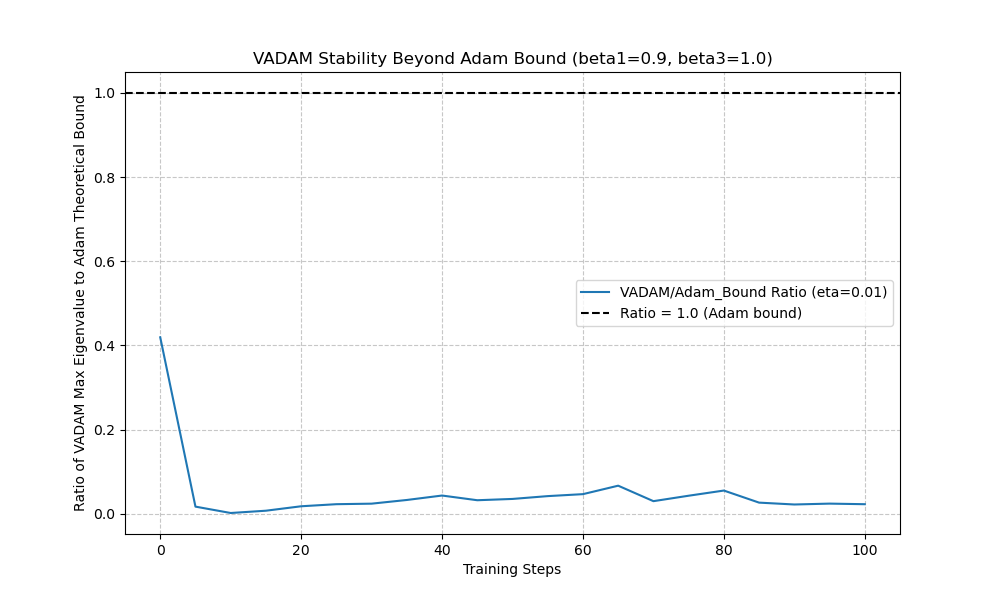 VADAM Stability Beyond Adam Bound (beta1=0.9, beta3=1.0)
Ratio of VADAM Max Eigenvalue to Adam Theoretical Bound
1.0
0.8
0.6
0.4
0.2
0.0
VADAM/Adam_Bound Ratio (eta=0.01)
Ratio = 1.0 (Adam bound)
0 20 40 60 80 100
Training Steps